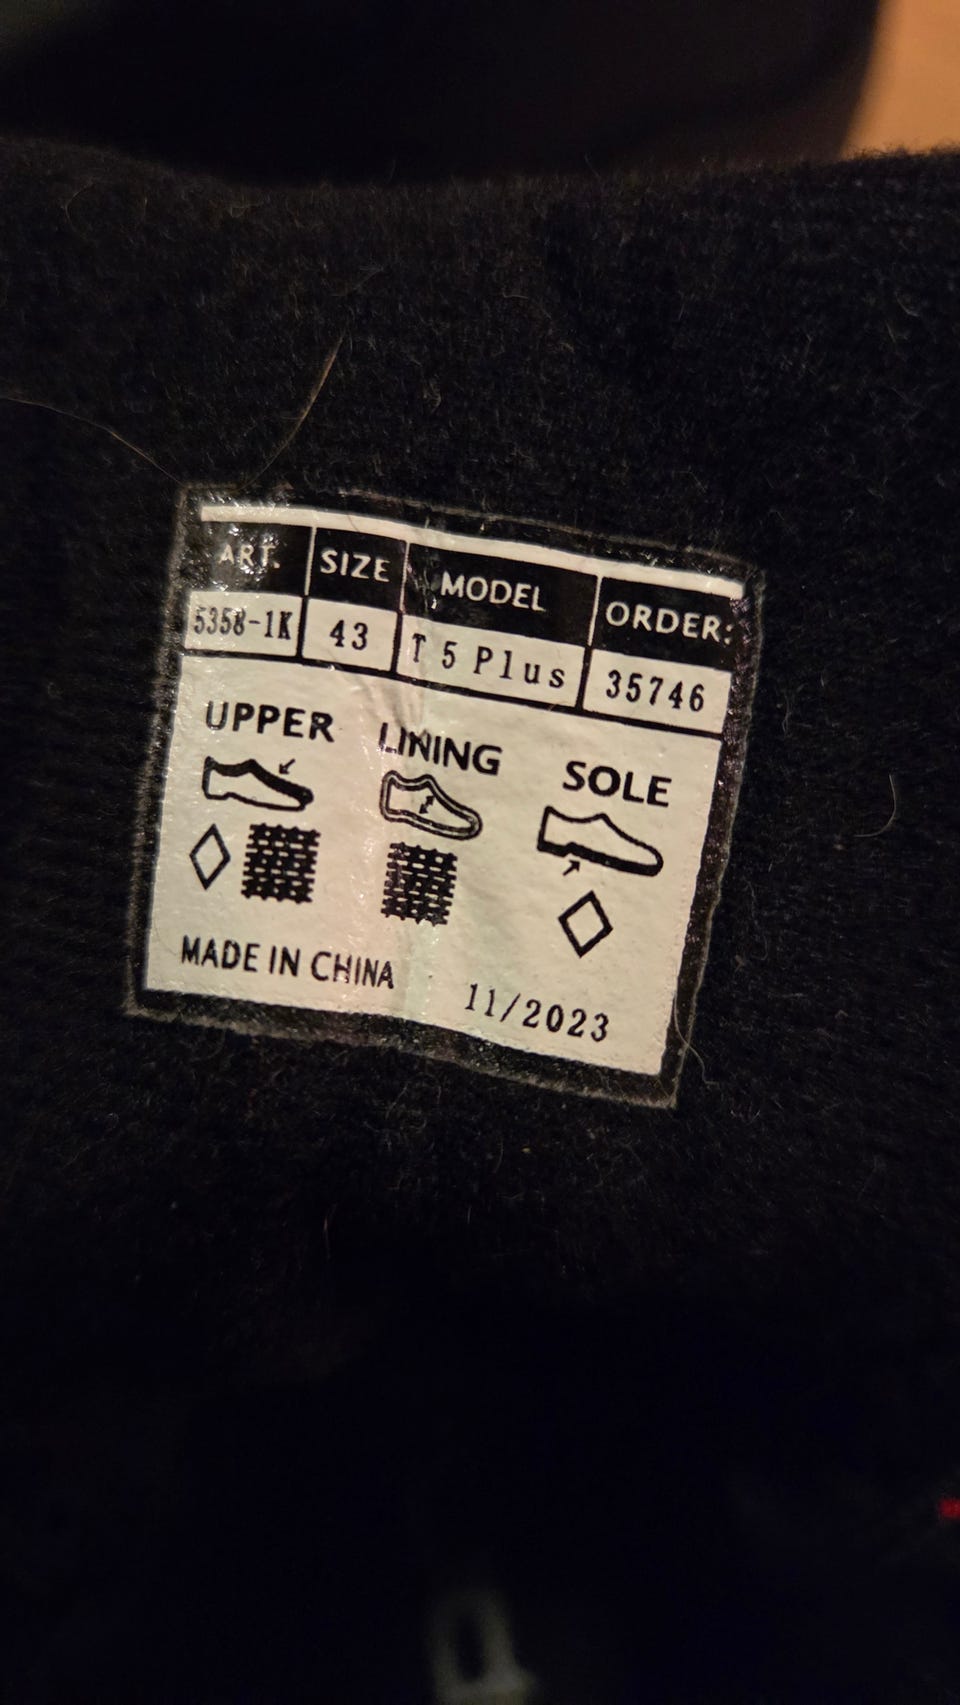 ART. SIZE MODEL ORDER:
5358-1K 43 T 5 Plus 35746
UPPER LINING SOLE
MADE IN CHINA 11/2023